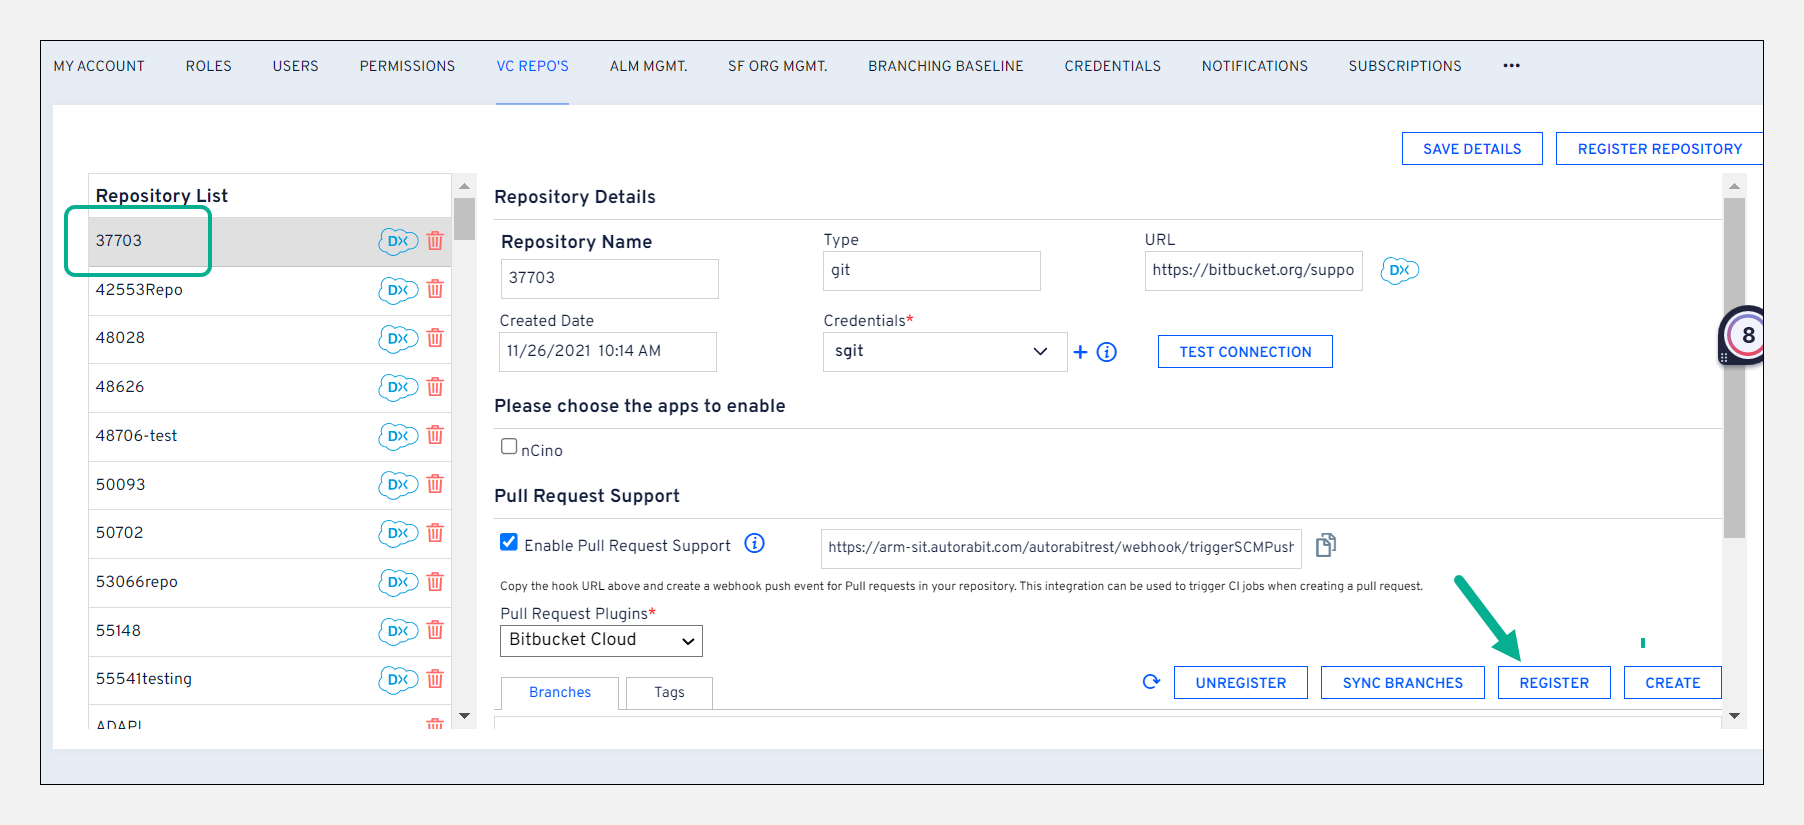 MY ACCOUNT ROLES USERS PERMISSIONS VC REPO'S ALM MGMT. SF ORG MGMT. BRANCHING BASELINE CREDENTIALS NOTIFICATIONS SUBSCRIPTIONS •••
SAVE DETAILS REGISTER REPOSITORY
Repository List
37703 DX
42553Repo DX
48028 DX
48626 DX
48706-test DX
50093 DX
50702 DX
53066repo DX
55148 DX
55541testing DX
Repository Details
Repository Name Type URL
37703 git https://bitbucket.org/suppo DX
Created Date Credentials*
11/26/2021 10:14 AM sgit + i TEST CONNECTION
8
Please choose the apps to enable
nCino
Pull Request Support
Enable Pull Request Support i https://arm-sit.autorabit.com/autorabitrest/webhook/triggerSCMPush
Copy the hook URL above and create a webhook push event for Pull requests in your repository. This integration can be used to trigger CI jobs when creating a pull request.
Pull Request Plugins*
Bitbucket Cloud
Branches Tags UNREGISTER SYNC BRANCHES REGISTER CREATE